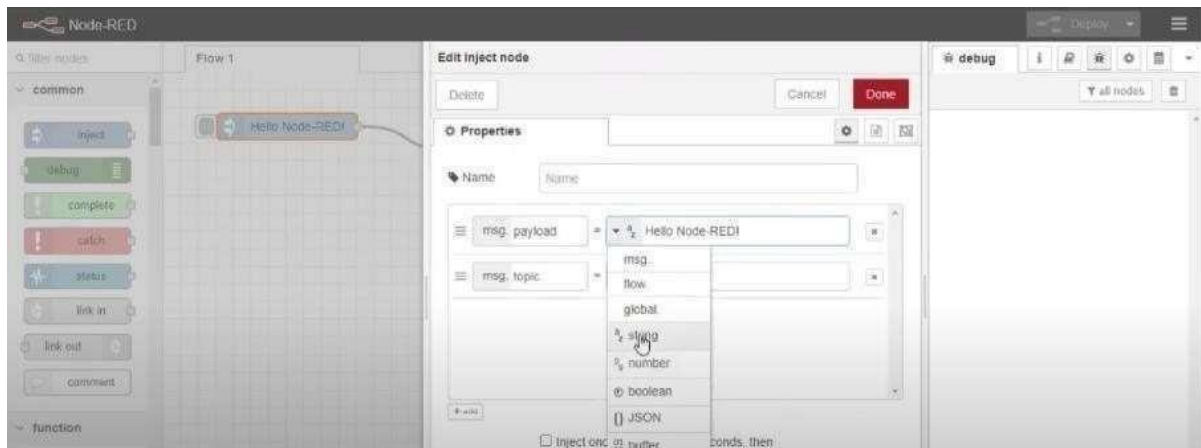 Node-RED
Deploy
filter nodes
common
inject
debug
complete
catch
status
link in
link out
comment
function
Flow 1
Hello Node-RED!
Edit inject node
Delete
Cancel
Done
Properties
Name
Name
msg. payload = Hello Node-RED!
msg. topic =
msg.
flow.
global.
string
number
boolean
JSON
buffer
add
Inject once
conds, then
debug
all nodes